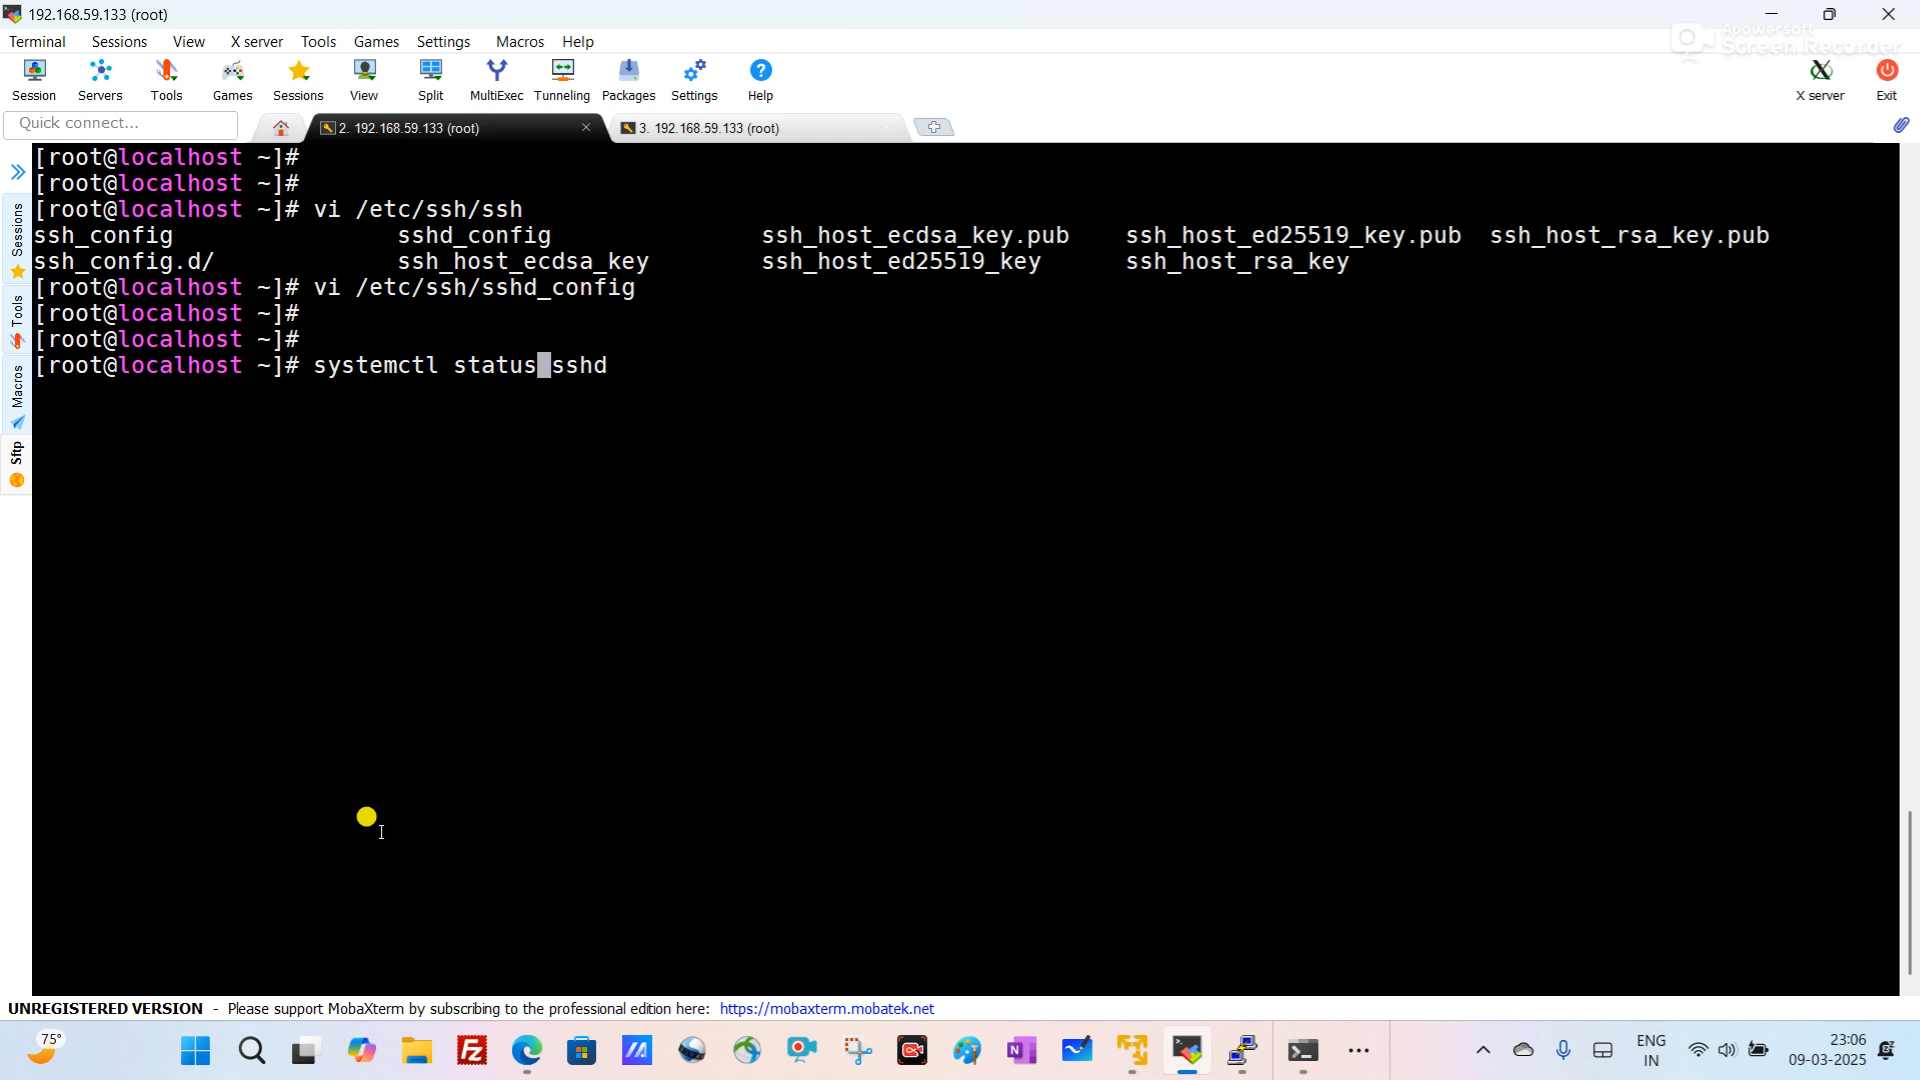 192.168.59.133 (root)
Terminal Sessions View X server Tools Games Settings Macros Help
Apowersoft
Screen Recorder
Session Servers Tools Games Sessions View Split MultiExec Tunneling Packages Settings Help X server Exit
Quick connect... 2. 192.168.59.133 (root) 3. 192.168.59.133 (root)
[root@localhost ~]#
[root@localhost ~]#
[root@localhost ~]# vi /etc/ssh/ssh
ssh_config sshd_config ssh_host_ecdsa_key.pub ssh_host_ed25519_key.pub ssh_host_rsa_key.pub
ssh_config.d/ ssh_host_ecdsa_key ssh_host_ed25519_key ssh_host_rsa_key
[root@localhost ~]# vi /etc/ssh/sshd_config
[root@localhost ~]#
[root@localhost ~]#
[root@localhost ~]# systemctl status sshd
Sessions
Tools
Macros
Sftp
UNREGISTERED VERSION - Please support MobaXterm by subscribing to the professional edition here: https://mobaxterm.mobatek.net
75°
ENG
IN
23:06
09-03-2025